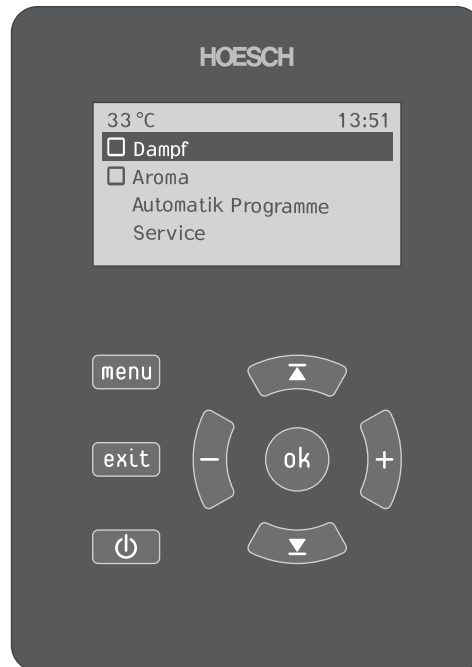 HOESCH
33 °C 13:51
Dampf
Aroma
Automatik Programme
Service
menu
exit
- ok +